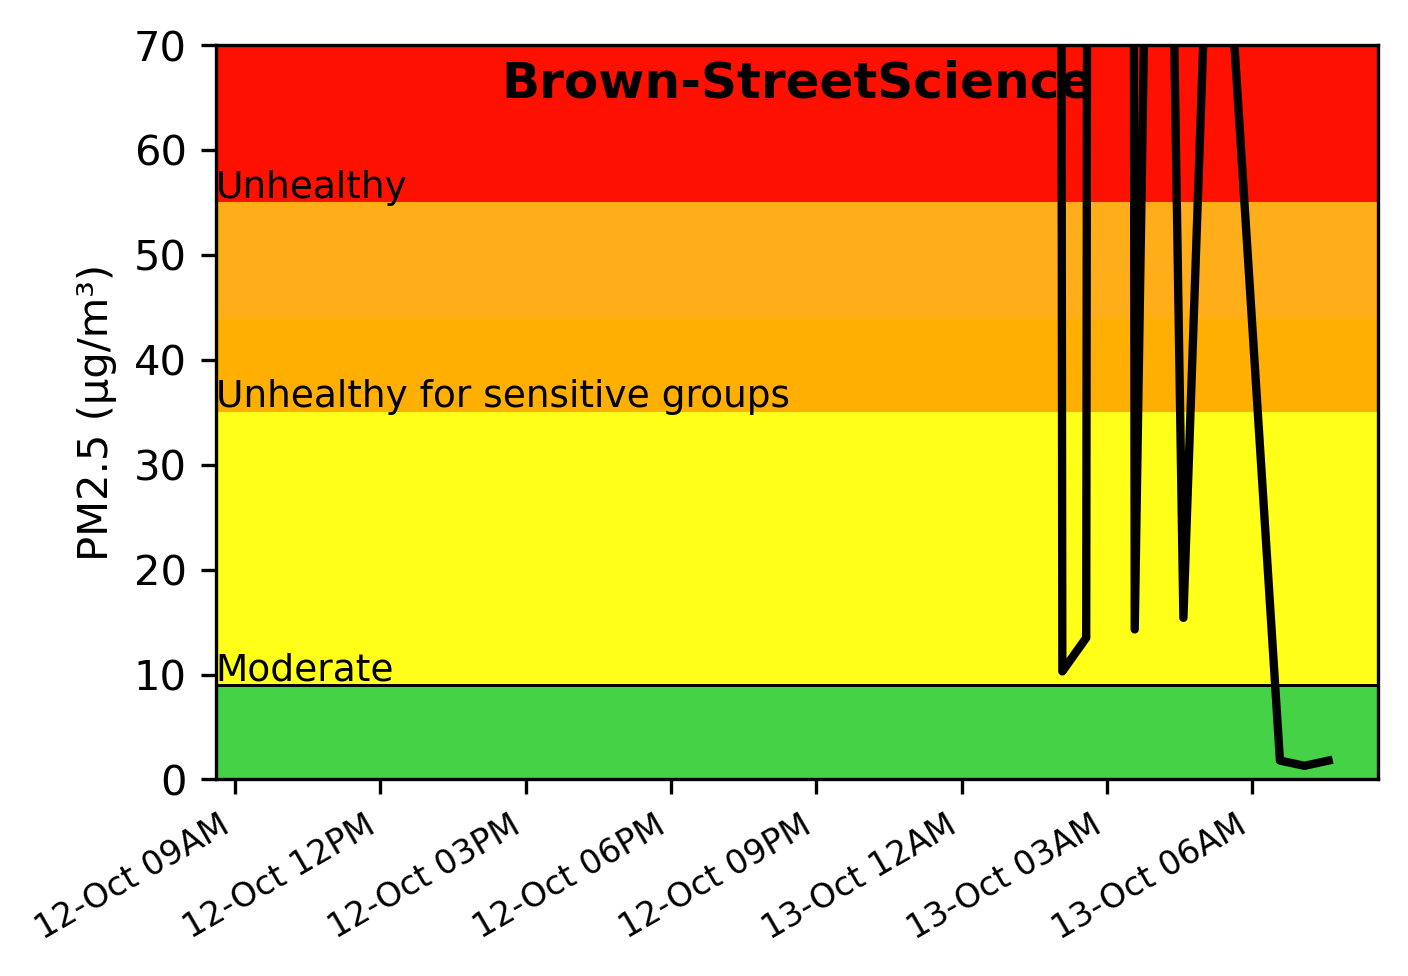 Brown-StreetScience
70
60
50
40
30
20
10
0
PM2.5 (μg/m³)
Unhealthy
Unhealthy for sensitive groups
Moderate
12-Oct 09AM
12-Oct 12PM
12-Oct 03PM
12-Oct 06PM
12-Oct 09PM
13-Oct 12AM
13-Oct 03AM
13-Oct 06AM